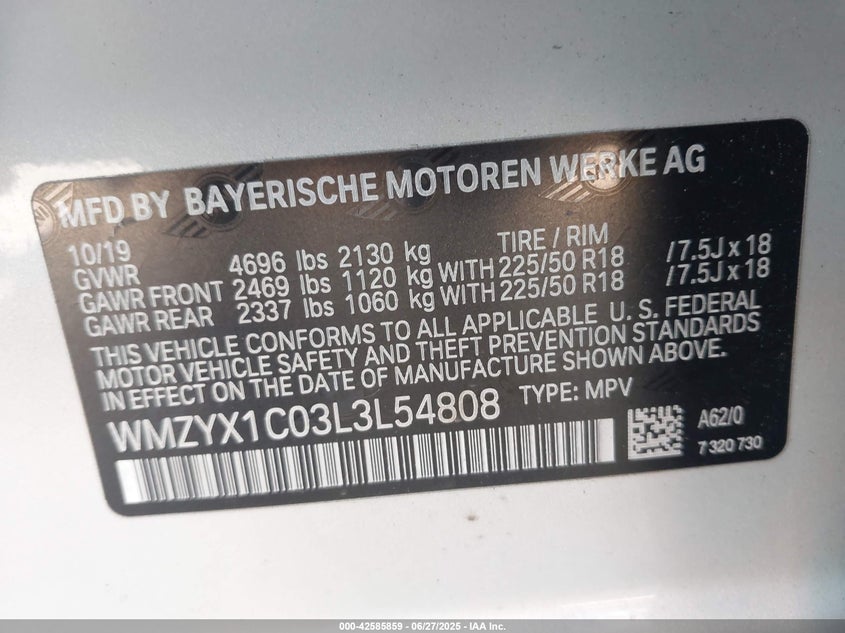 MFD BY BAYERISCHE MOTOREN WERKE AG
10/19 TIRE / RIM
GVWR 4696 lbs 2130 kg
GAWR FRONT 2469 lbs 1120 kg WITH 225/50 R18 /7.5J x 18
GAWR REAR 2337 lbs 1060 kg WITH 225/50 R18 /7.5J x 18
THIS VEHICLE CONFORMS TO ALL APPLICABLE U. S. FEDERAL
MOTOR VEHICLE SAFETY AND THEFT PREVENTION STANDARDS
IN EFFECT ON THE DATE OF MANUFACTURE SHOWN ABOVE.
WMZYX1C03L3L54808 TYPE: MPV
A62/0
7 320 730
000-42585859 - 06/27/2025 - IAA Inc.